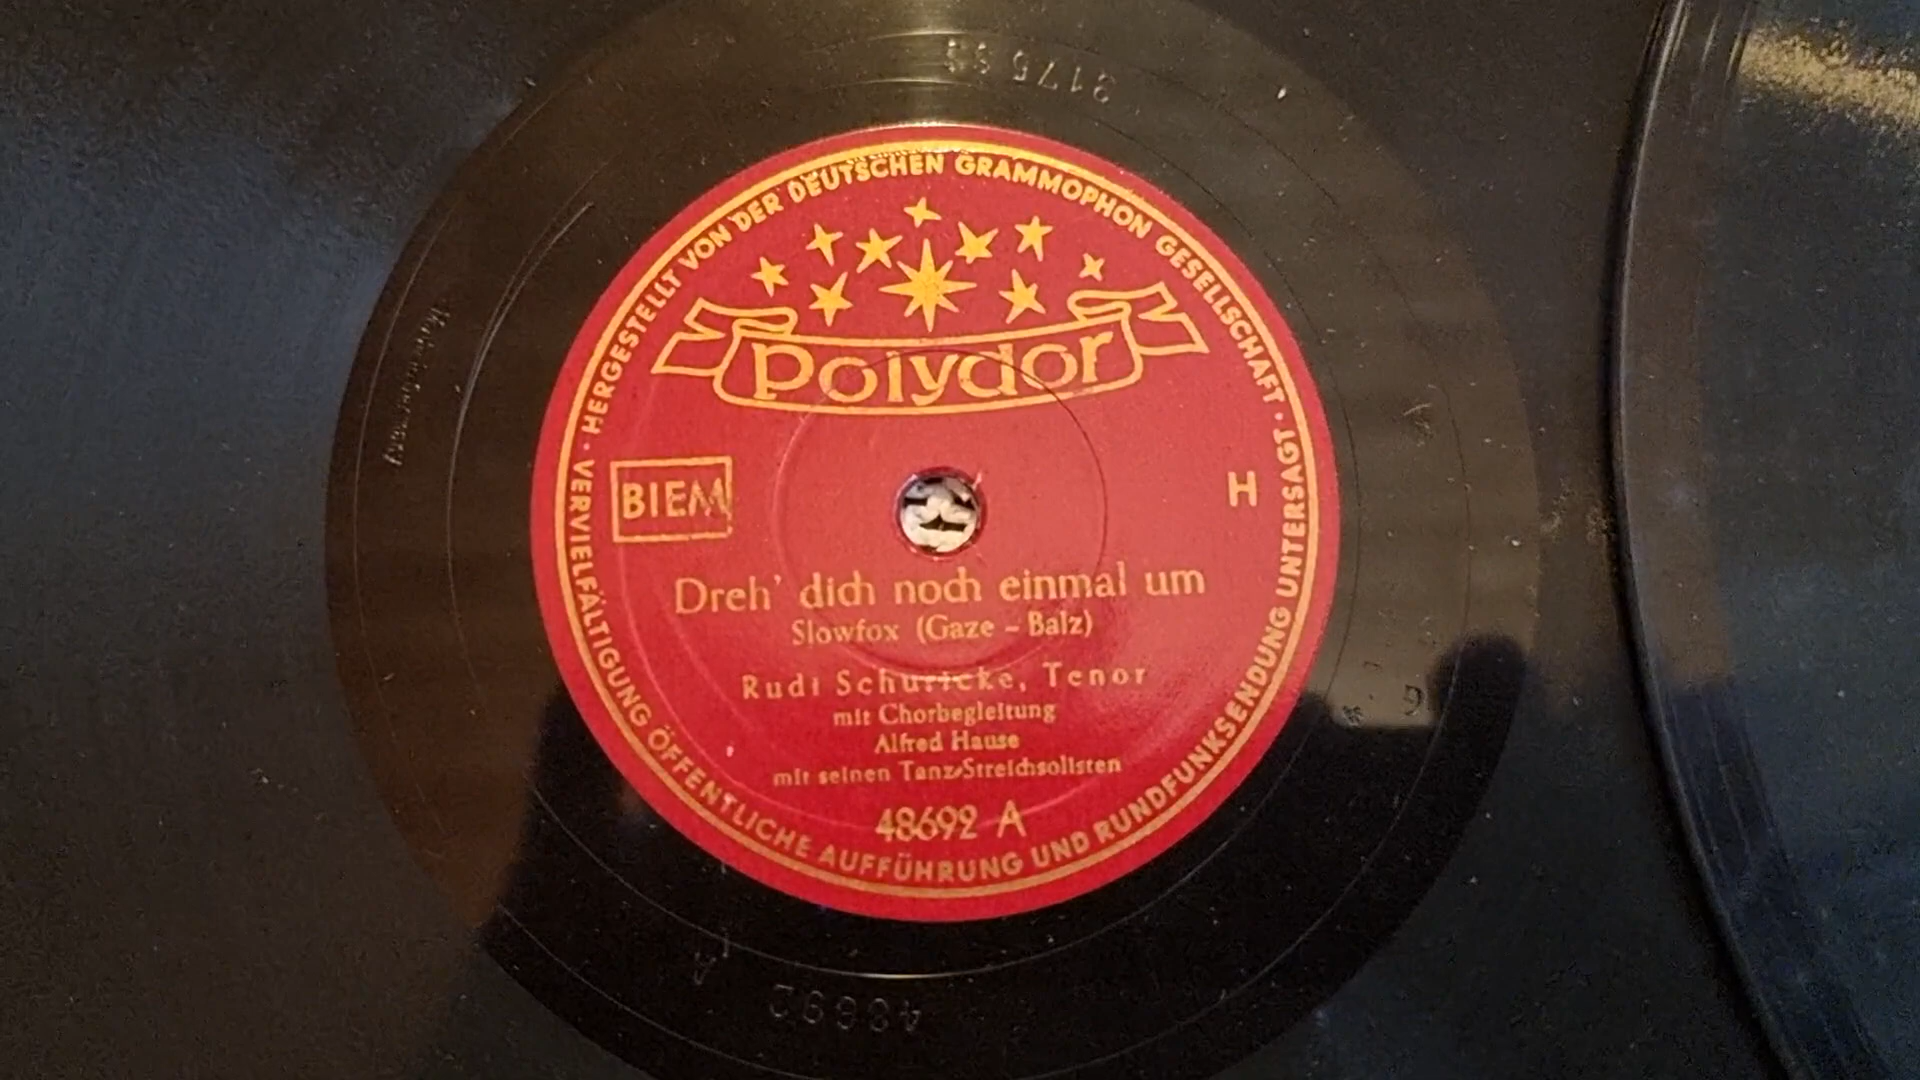 HERGESTELLT VON DER DEUTSCHEN GRAMMOPHON GESELLSCHAFT · VERVIELFÄLTIGUNG ÖFFENTLICHE AUFFÜHRUNG UND RUNDFUNKSENDUNG UNTERSAGT ·
Polydor
BIEM
H
Dreh' dich noch einmal um
Slowfox (Gaze - Balz)
Rudi Schuricke, Tenor
mit Chorbegleitung
Alfred Hause
mit seinen Tanz-Streichsolisten
48692 A
48692 A